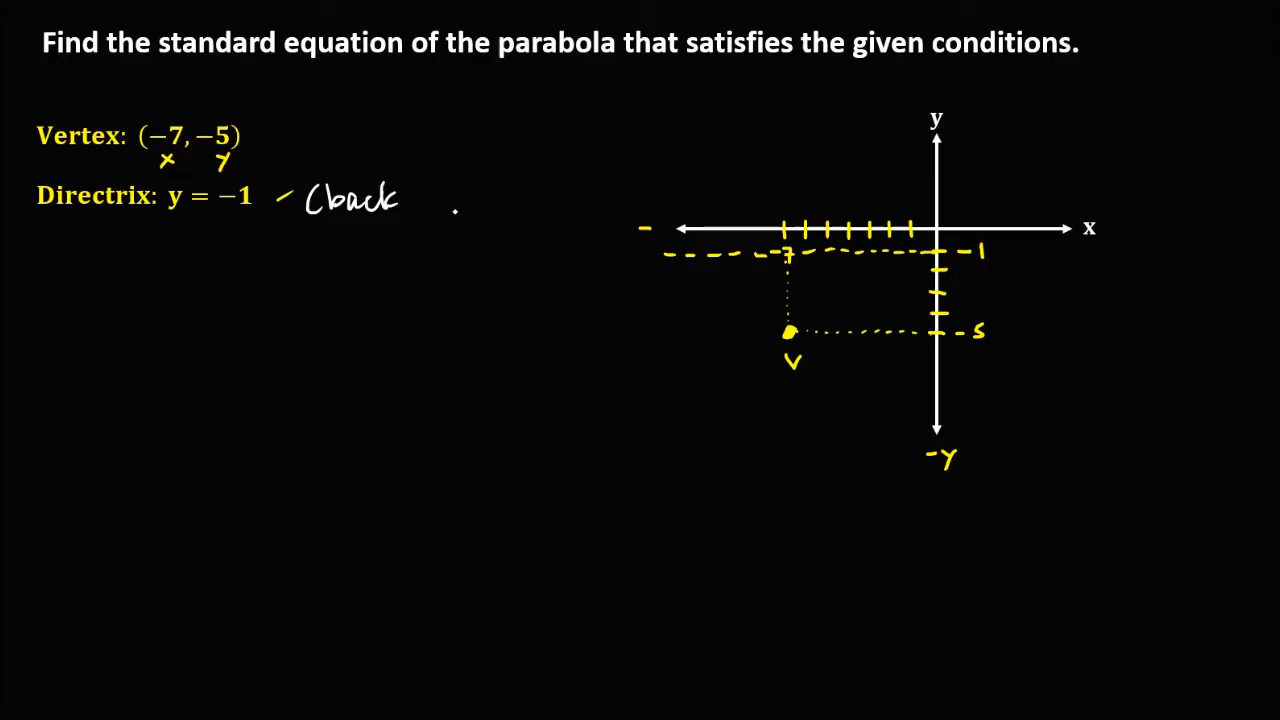 Find the standard equation of the parabola that satisfies the given conditions.
Vertex: (−7, −5)
x y
Directrix: y = −1 – (back
y
x
-
-7
-1
-5
V
-y